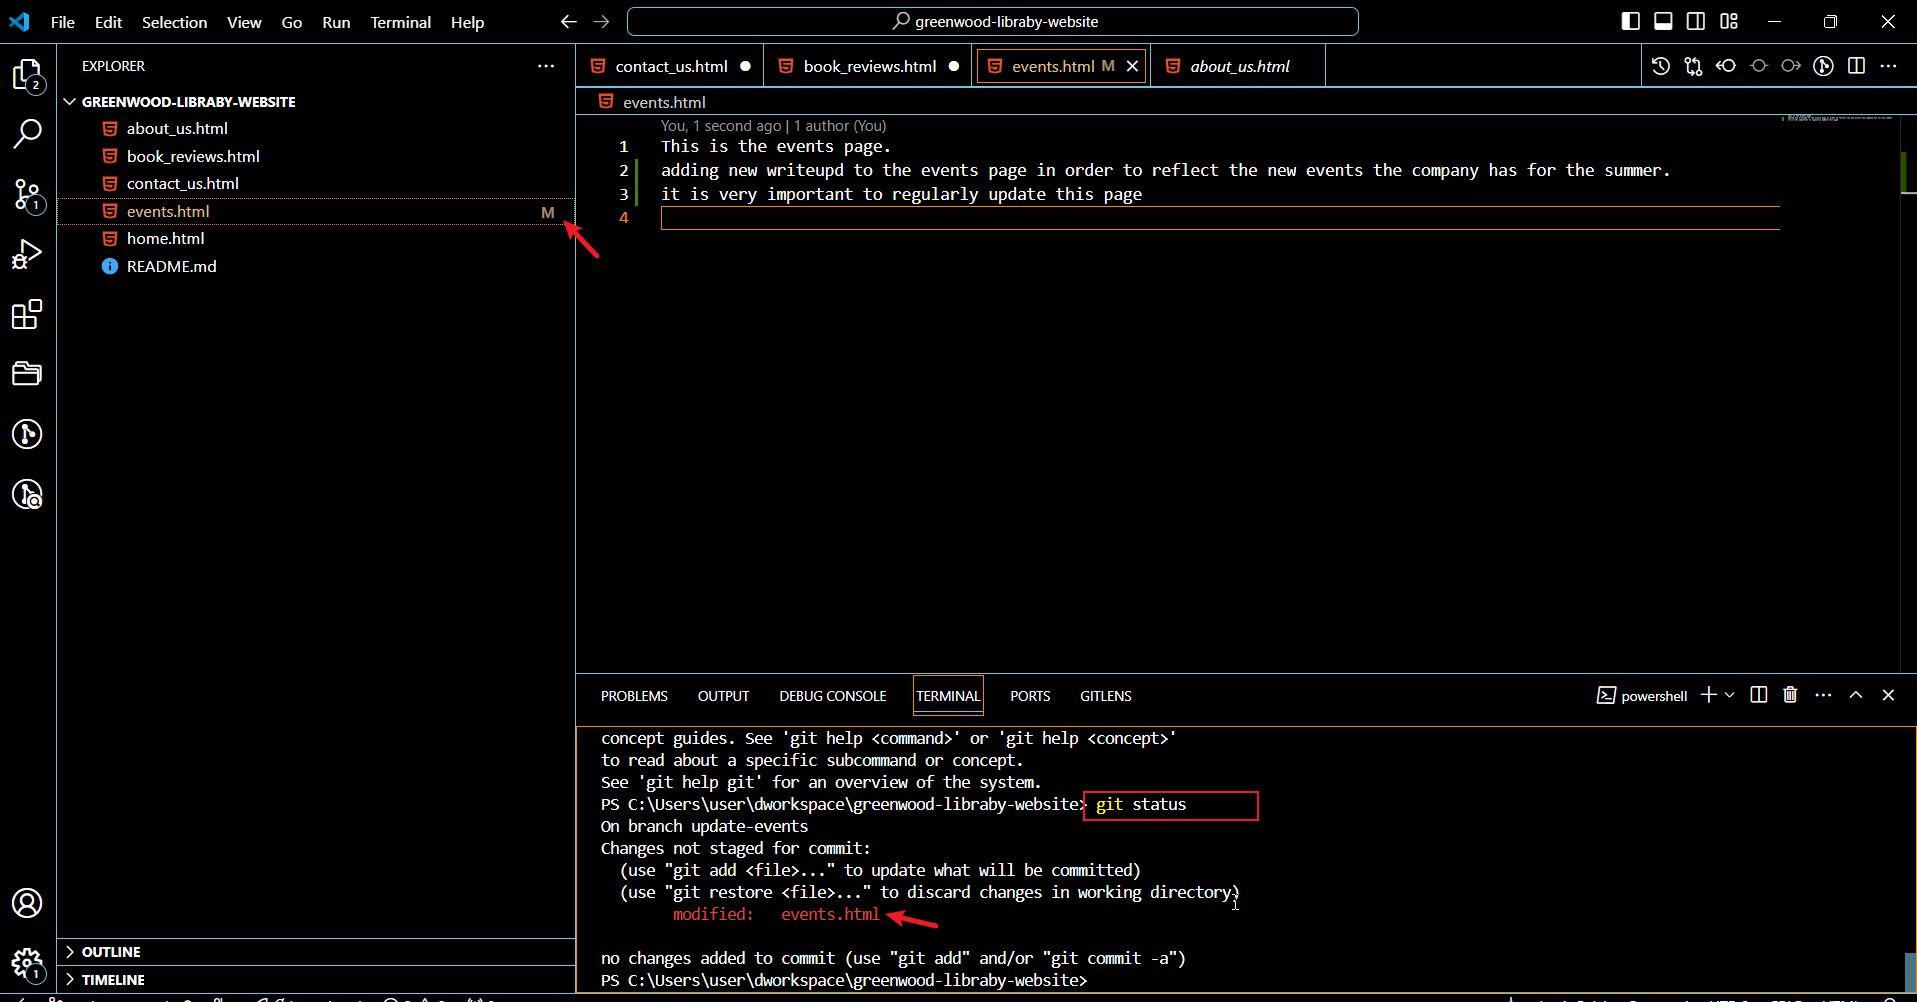 File Edit Selection View Go Run Terminal Help
greenwood-libraby-website
EXPLORER
GREENWOOD-LIBRABY-WEBSITE
about_us.html
book_reviews.html
contact_us.html
events.html M
home.html
README.md
OUTLINE
TIMELINE
2
1
1
contact_us.html book_reviews.html events.html M about_us.html
events.html
You, 1 second ago | 1 author (You)
1 This is the events page.
2 adding new writeupd to the events page in order to reflect the new events the company has for the summer.
3 it is very important to regularly update this page
4
PROBLEMS OUTPUT DEBUG CONSOLE TERMINAL PORTS GITLENS
powershell
concept guides. See 'git help <command>' or 'git help <concept>'
to read about a specific subcommand or concept.
See 'git help git' for an overview of the system.
PS C:\Users\user\dworkspace\greenwood-libraby-website> git status
On branch update-events
Changes not staged for commit:
(use "git add <file>..." to update what will be committed)
(use "git restore <file>..." to discard changes in working directory)
modified: events.html
no changes added to commit (use "git add" and/or "git commit -a")
PS C:\Users\user\dworkspace\greenwood-libraby-website>